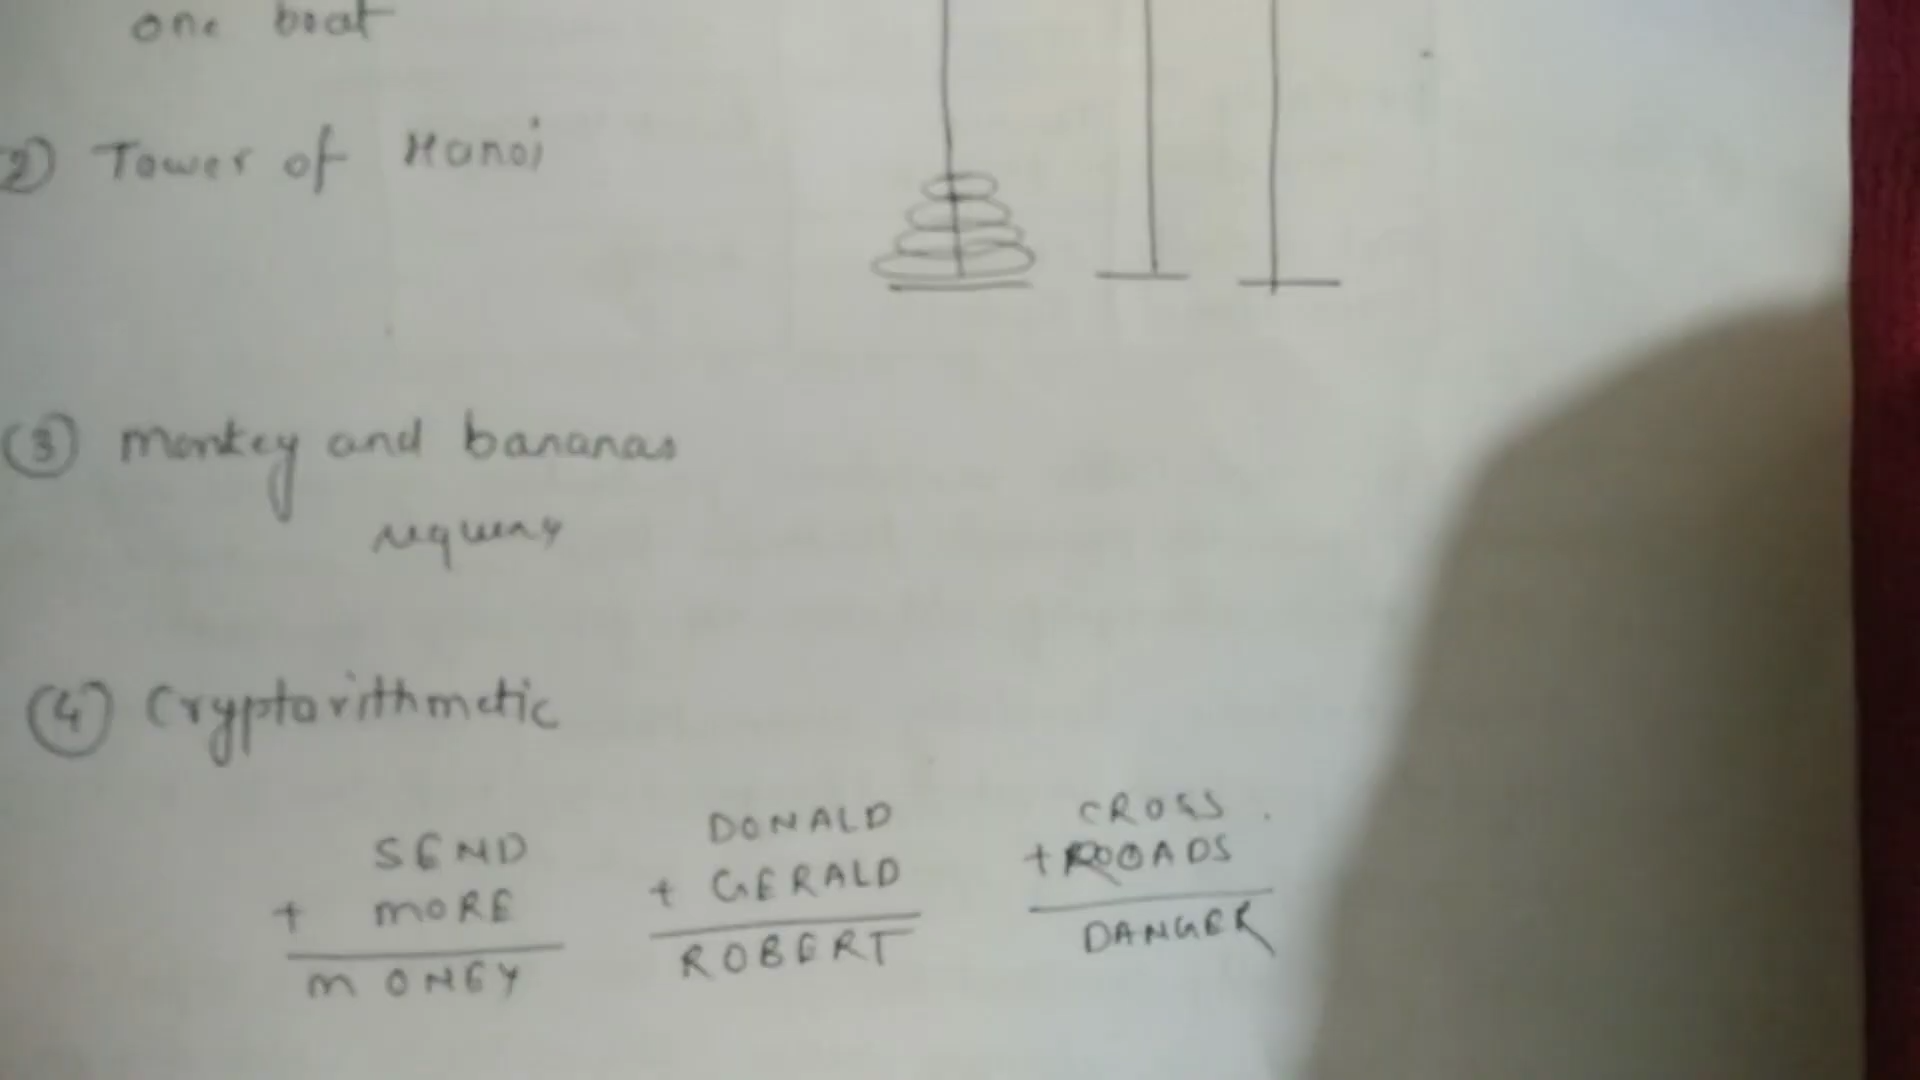 one boat
2) Tower of Hanoi
(3) monkey and bananas
(4) Cryptorithmetic
SEND
+ MORE
MONEY
DONALD
+ GERALD
ROBERT
CROSS
+ ROADS
DANGER